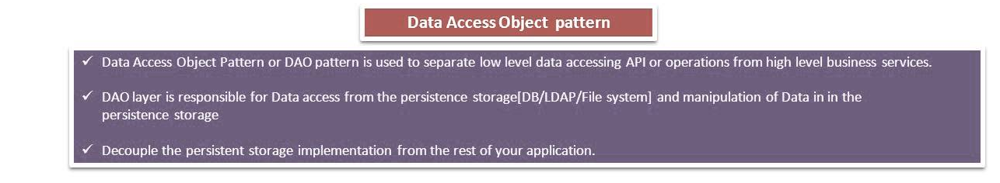 Data Access Object pattern
✓ Data Access Object Pattern or DAO pattern is used to separate low level data accessing API or operations from high level business services.
✓ DAO layer is responsible for Data access from the persistence storage[DB/LDAP/File system] and manipulation of Data in in the
persistence storage
✓ Decouple the persistent storage implementation from the rest of your application.